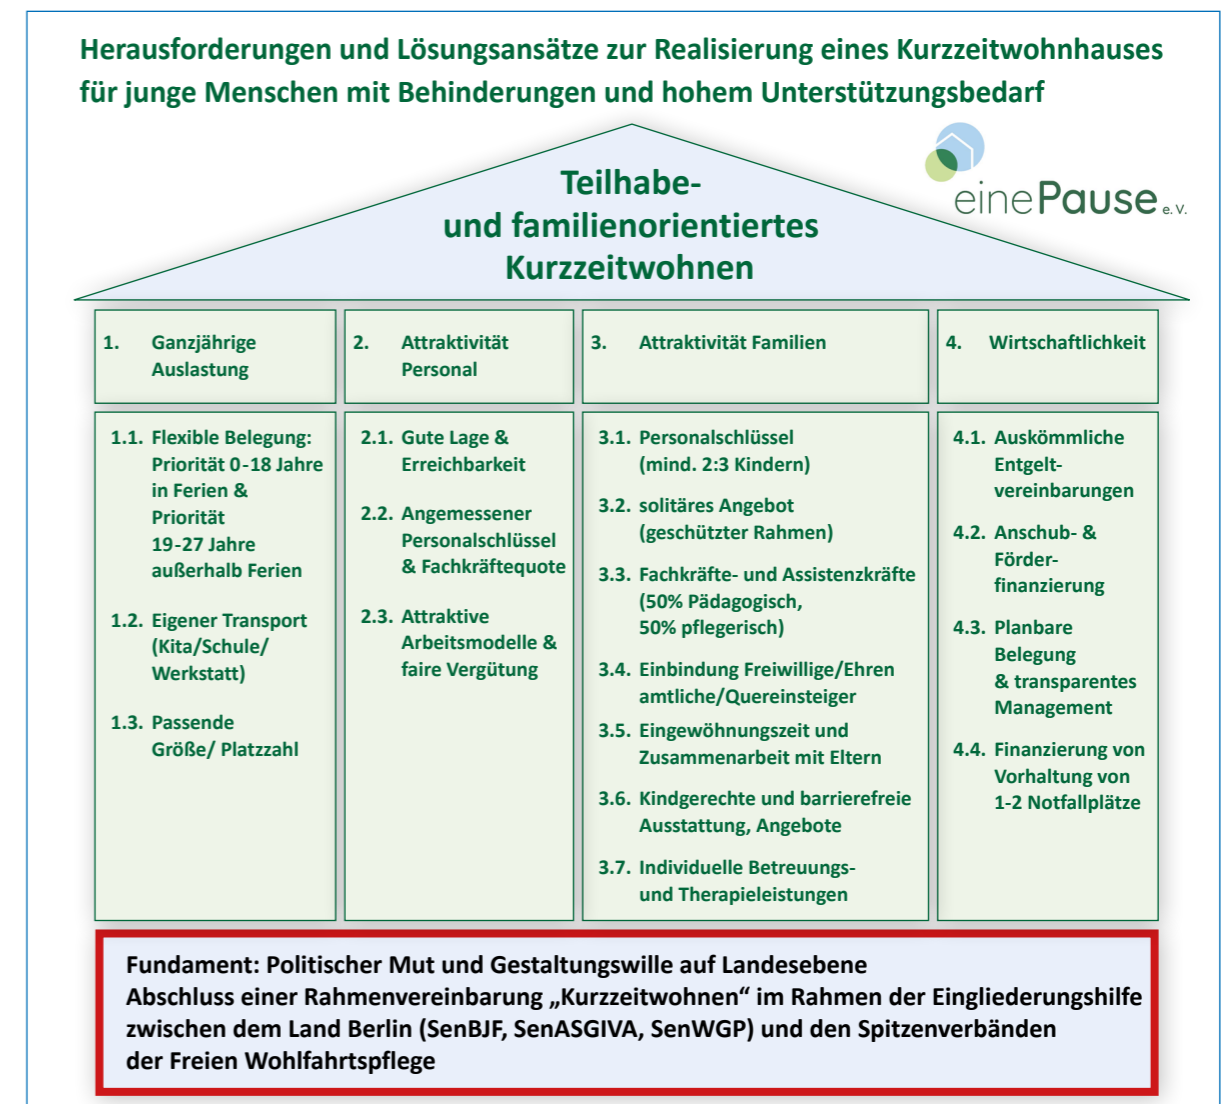 Herausforderungen und Lösungsansätze zur Realisierung eines Kurzzeitwohnhauses
für junge Menschen mit Behinderungen und hohem Unterstützungsbedarf
einePause e. V.
Teilhabe-
und familienorientiertes
Kurzzeitwohnen
1. Ganzjährige
Auslastung
1.1. Flexible Belegung:
Priorität 0-18 Jahre
in Ferien &
Priorität
19-27 Jahre
außerhalb Ferien
1.2. Eigener Transport
(Kita/Schule/
Werkstatt)
1.3. Passende
Größe/ Platzzahl
2. Attraktivität
Personal
2.1. Gute Lage &
Erreichbarkeit
2.2. Angemessener
Personalschlüssel
& Fachkräftequote
2.3. Attraktive
Arbeitsmodelle &
faire Vergütung
3. Attraktivität Familien
3.1. Personalschlüssel
(mind. 2:3 Kindern)
3.2. solitäres Angebot
(geschützter Rahmen)
3.3. Fachkräfte- und Assistenzkräfte
(50% Pädagogisch,
50% pflegerisch)
3.4. Einbindung Freiwillige/Ehren
amtliche/Quereinsteiger
3.5. Eingewöhnungszeit und
Zusammenarbeit mit Eltern
3.6. Kindgerechte und barrierefreie
Ausstattung, Angebote
3.7. Individuelle Betreuungs-
und Therapieleistungen
4. Wirtschaftlichkeit
4.1. Auskömmliche
Entgelt-
vereinbarungen
4.2. Anschub- &
Förder-
finanzierung
4.3. Planbare
Belegung
& transparentes
Management
4.4. Finanzierung von
Vorhaltung von
1-2 Notfallplätze
Fundament: Politischer Mut und Gestaltungswille auf Landesebene
Abschluss einer Rahmenvereinbarung „Kurzzeitwohnen“ im Rahmen der Eingliederungshilfe
zwischen dem Land Berlin (SenBJF, SenASGIVA, SenWGP) und den Spitzenverbänden
der Freien Wohlfahrtspflege